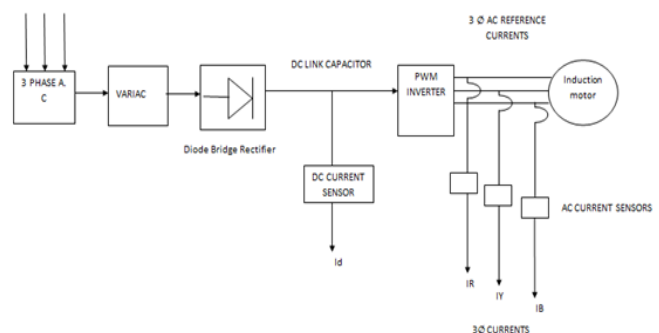 3 Ø AC REFERENCE
CURRENTS
3 PHASE A.
C
VARIAC
DC LINK CAPACITOR
PWM
INVERTER
Induction
motor
Diode Bridge Rectifier
DC CURRENT
SENSOR
AC CURRENT SENSORS
Id
IR
IY
IB
3Ø CURRENTS